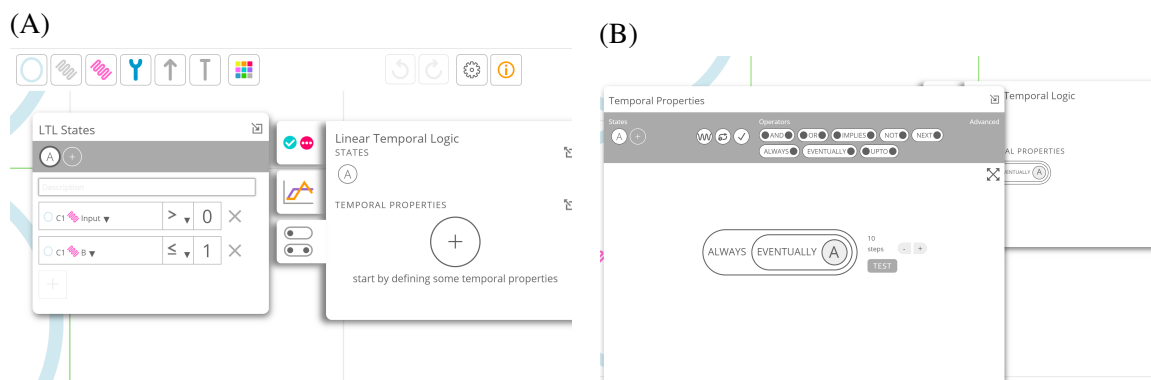 (A)
LTL States
A +
Description
C1 Input ▼ > ▼ 0 ×
C1 B ▼ ≤ ▼ 1 ×
+
Linear Temporal Logic
STATES
A
TEMPORAL PROPERTIES
+
start by defining some temporal properties
(B)
Temporal Properties
States
A +
Operators
AND OR IMPLIES NOT NEXT
ALWAYS EVENTUALLY UPTO
Advanced
ALWAYS EVENTUALLY A
10
steps - +
TEST
Temporal Logic
AL PROPERTIES
ENTUALLY A